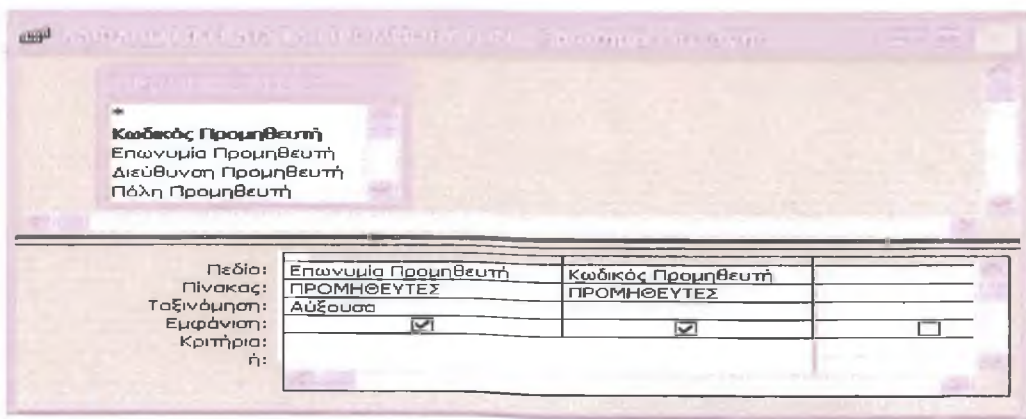 *
Κωδικός Προμηθευτή
Επωνυμία Προμηθευτή
Διεύθυνση Προμηθευτή
Πόλη Προμηθευτή
Πεδίο: Επωνυμία Προμηθευτή Κωδικός Προμηθευτή
Πίνακας: ΠΡΟΜΗΘΕΥΤΕΣ ΠΡΟΜΗΘΕΥΤΕΣ
Ταξινόμηση: Αύξουσα
Εμφάνιση:
Κριτήρια:
ή: